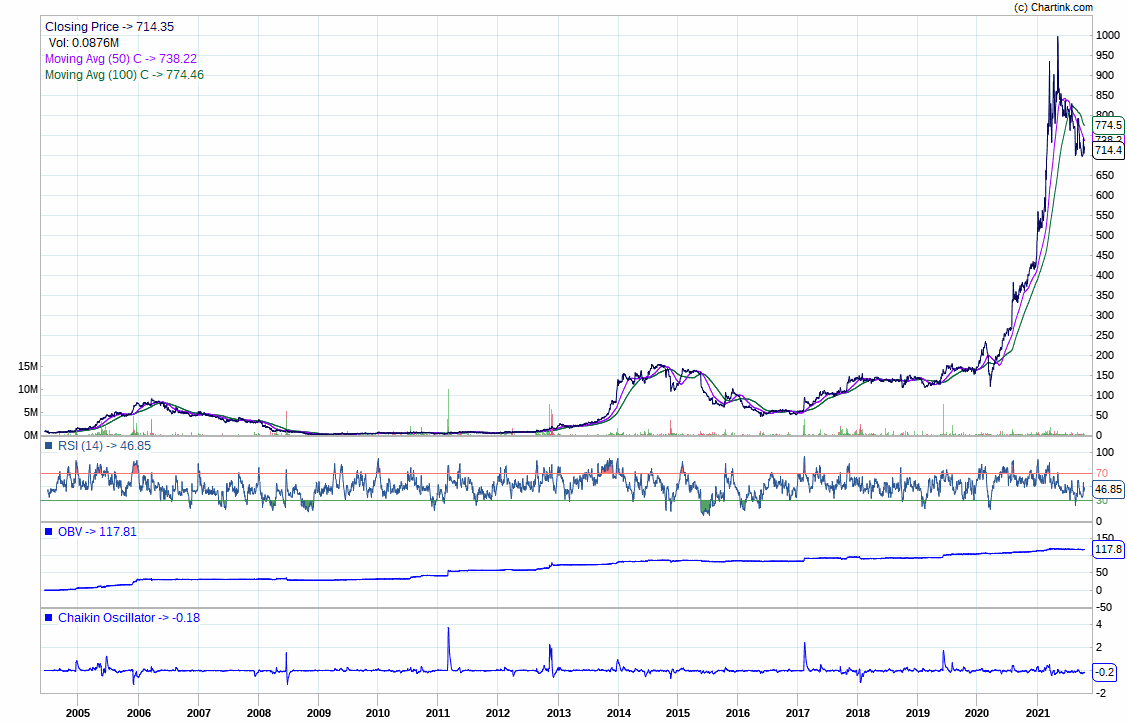 (c) Chartink.com
Closing Price -> 714.35
Vol: 0.0876M
Moving Avg (50) C -> 738.22
Moving Avg (100) C -> 774.46
1000
950
900
850
800
774.5
738.2
714.4
650
600
550
500
450
400
350
300
250
200
15M 150
10M 100
5M 50
0M 0
RSI (14) -> 46.85
100
70
46.85
30
0
OBV -> 117.81
150
117.8
50
0
-50
Chaikin Oscillator -> -0.18
4
2
-0.2
-2
2005 2006 2007 2008 2009 2010 2011 2012 2013 2014 2015 2016 2017 2018 2019 2020 2021